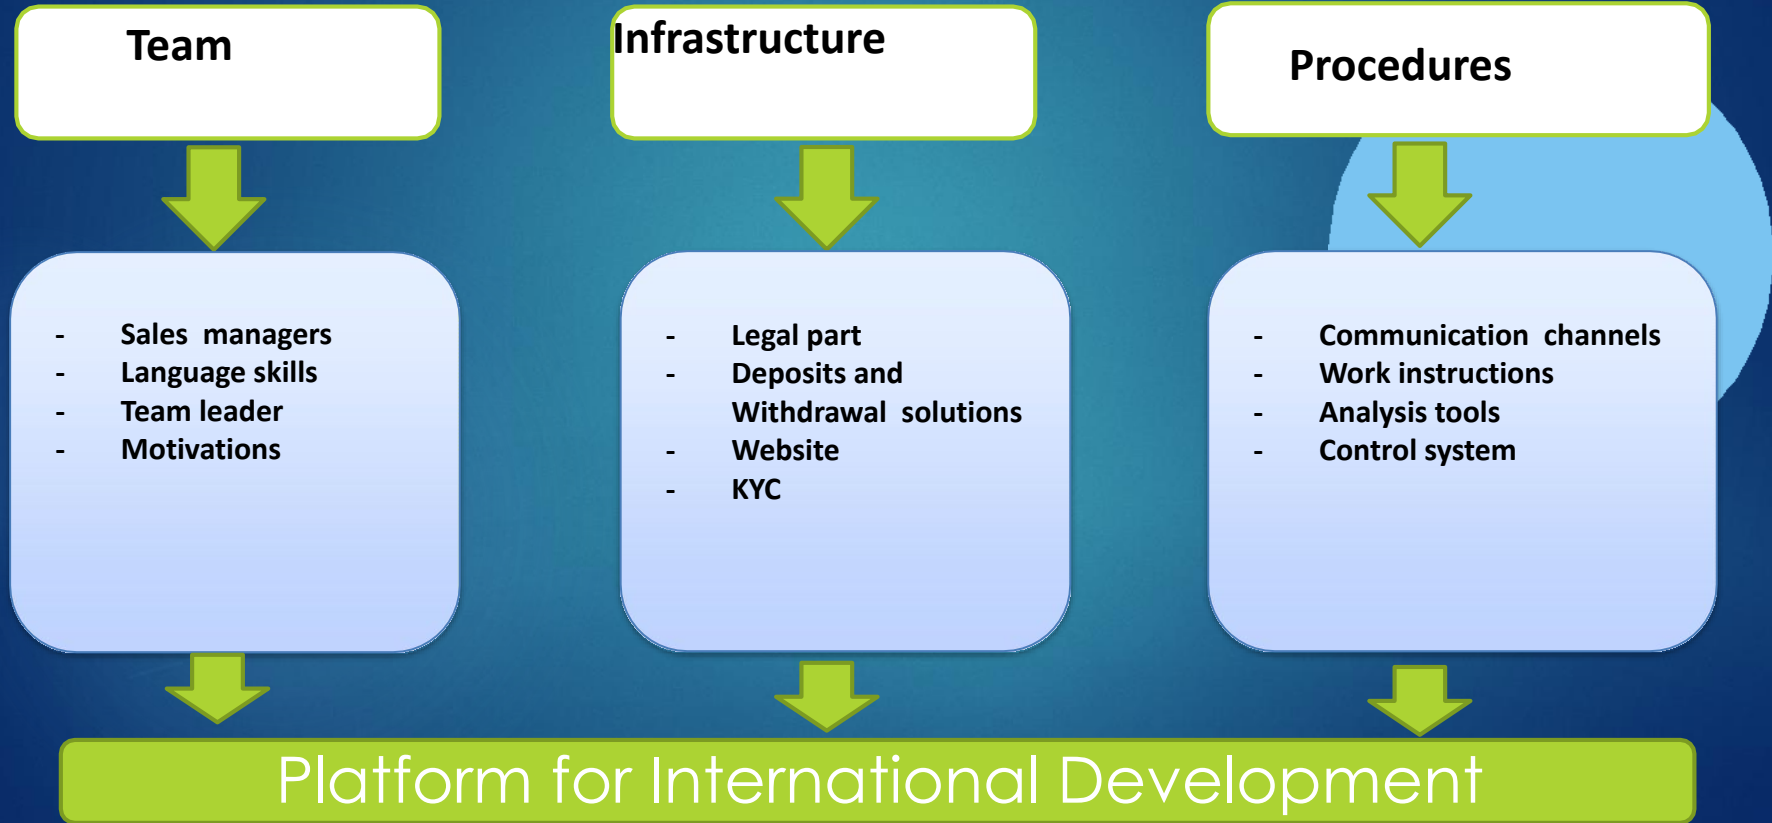 Team
Infrastructure
Procedures
- Sales managers
- Language skills
- Team leader
- Motivations
- Legal part
- Deposits and
Withdrawal solutions
- Website
- KYC
- Communication channels
- Work instructions
- Analysis tools
- Control system
Platform for International Development